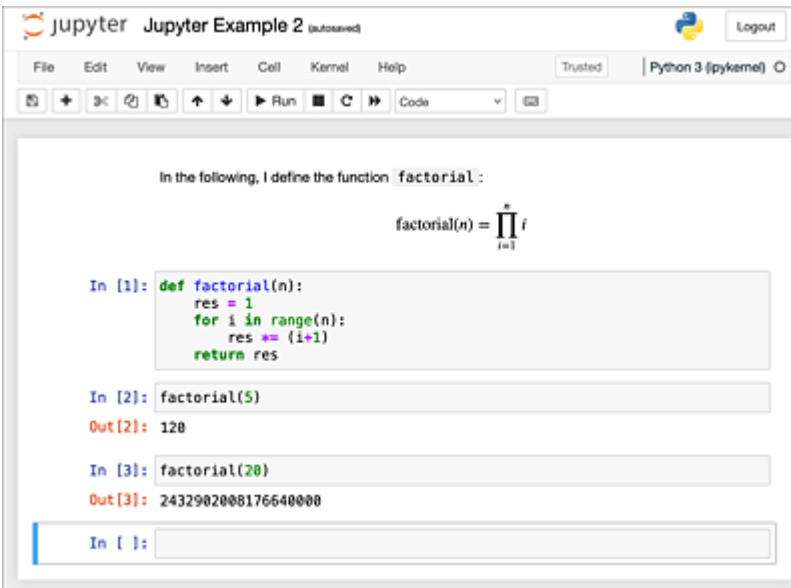 jupyter Jupyter Example 2 (autosaved) Logout
File Edit View Insert Cell Kernel Help Trusted Python 3 (ipykernel)
Run Code
In the following, I define the function factorial:
factorial(n) = ∏_{i=1}^{n} i
In [1]: def factorial(n):
    res = 1
    for i in range(n):
        res *= (i+1)
    return res
In [2]: factorial(5)
Out[2]: 120
In [3]: factorial(20)
Out[3]: 2432902008176640000
In [ ]: